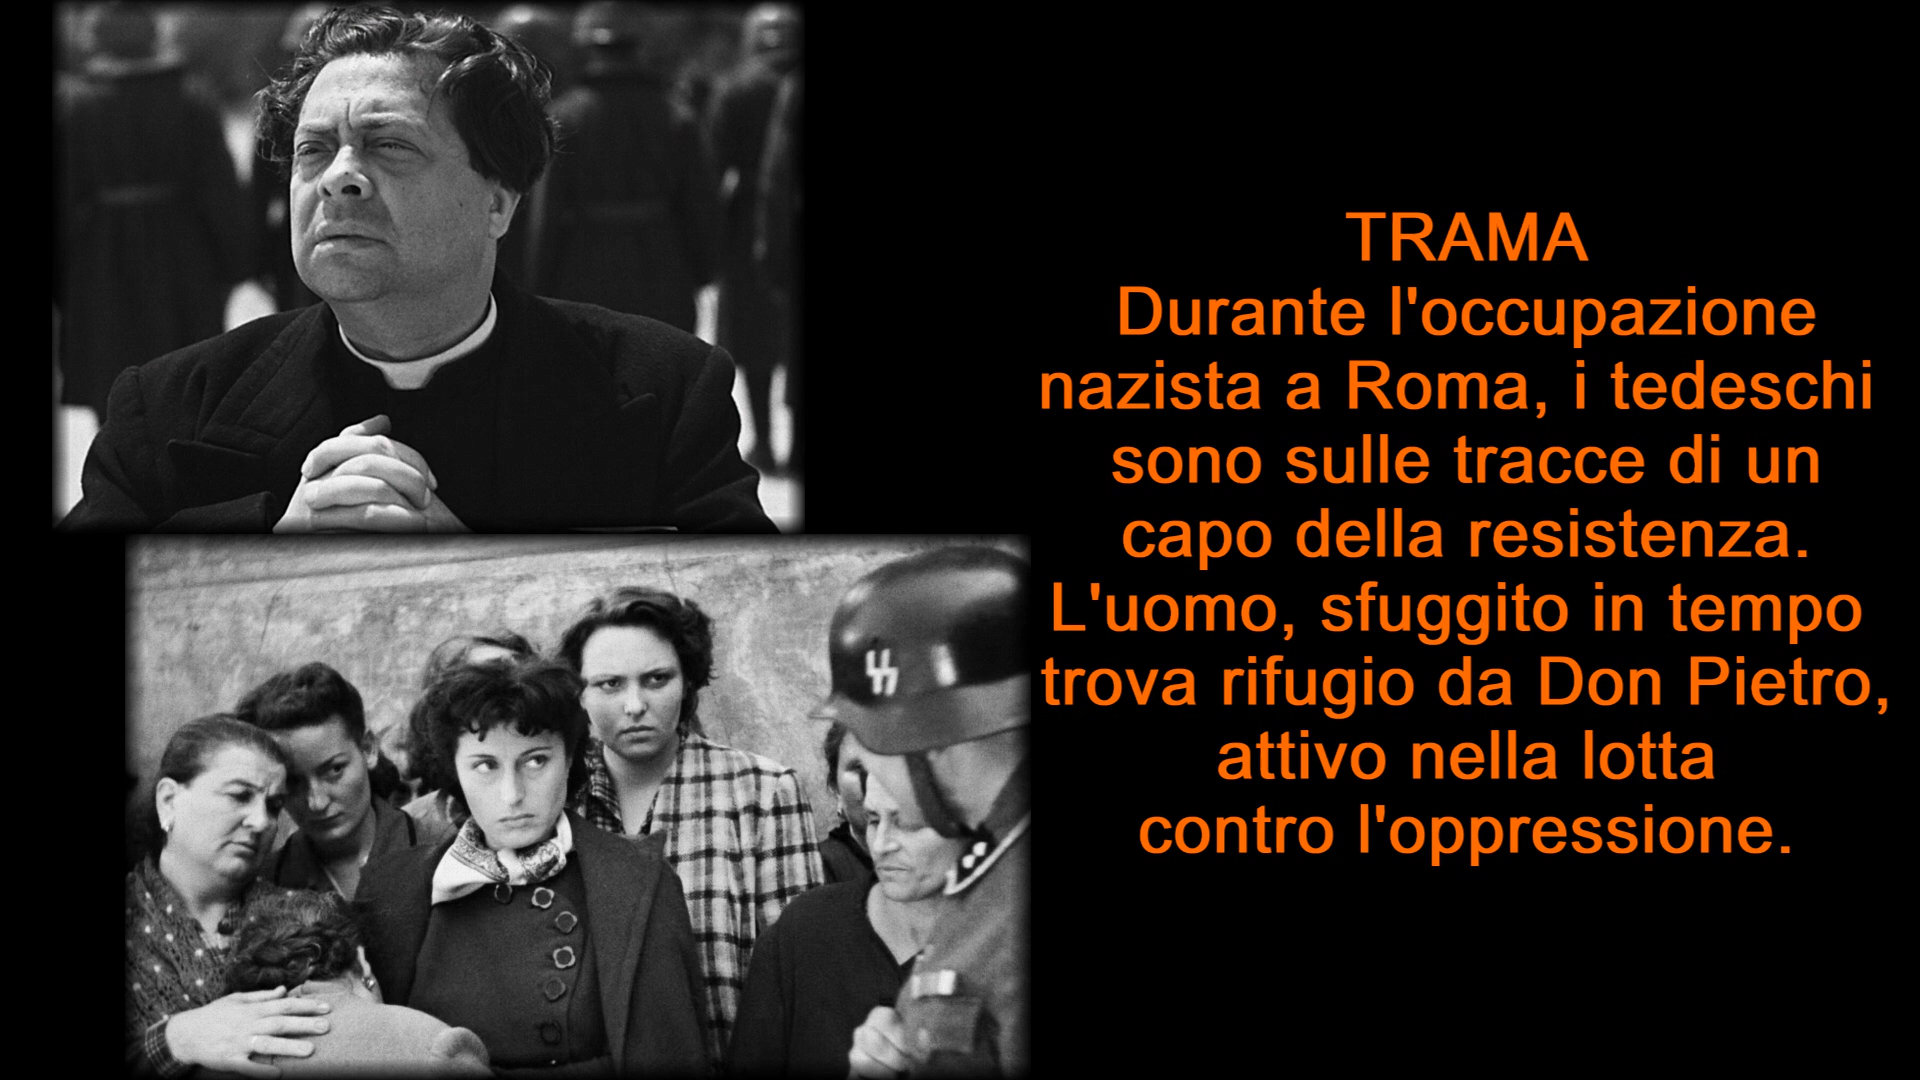 TRAMA
Durante l'occupazione
nazista a Roma, i tedeschi
sono sulle tracce di un
capo della resistenza.
L'uomo, sfuggito in tempo
trova rifugio da Don Pietro,
attivo nella lotta
contro l'oppressione.